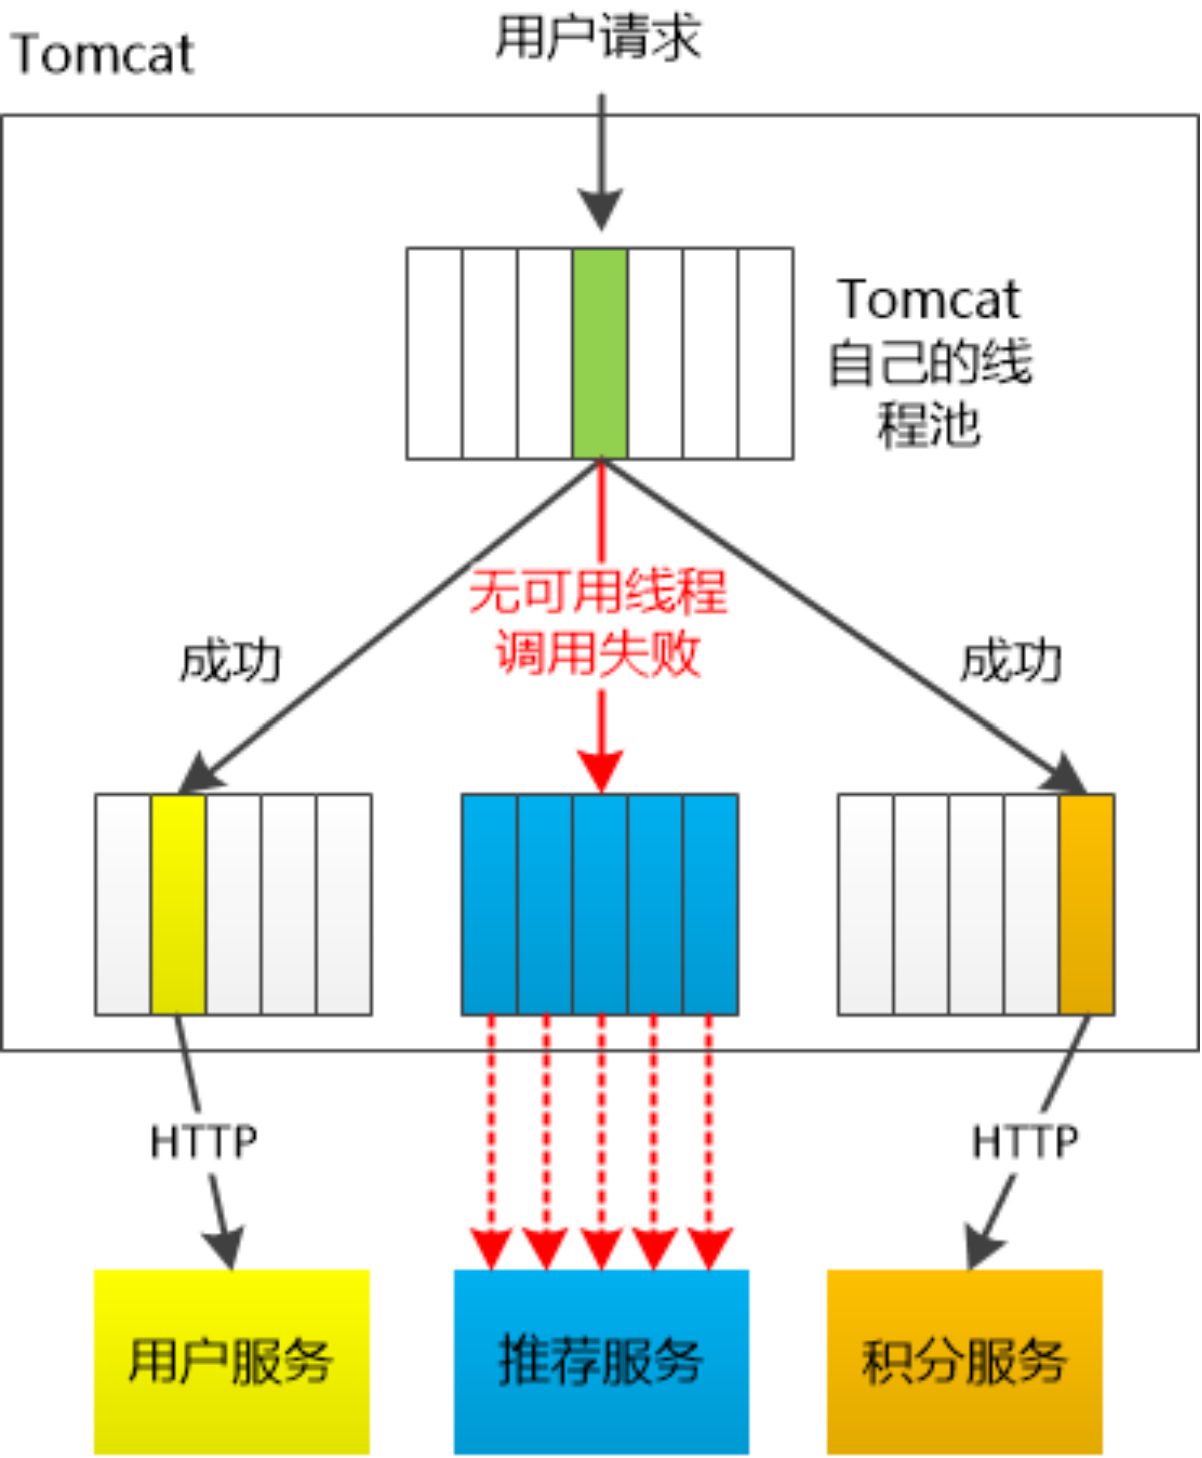 Tomcat
用户请求
Tomcat
自己的线
程池
无可用线程
调用失败
成功
成功
HTTP
HTTP
用户服务
推荐服务
积分服务